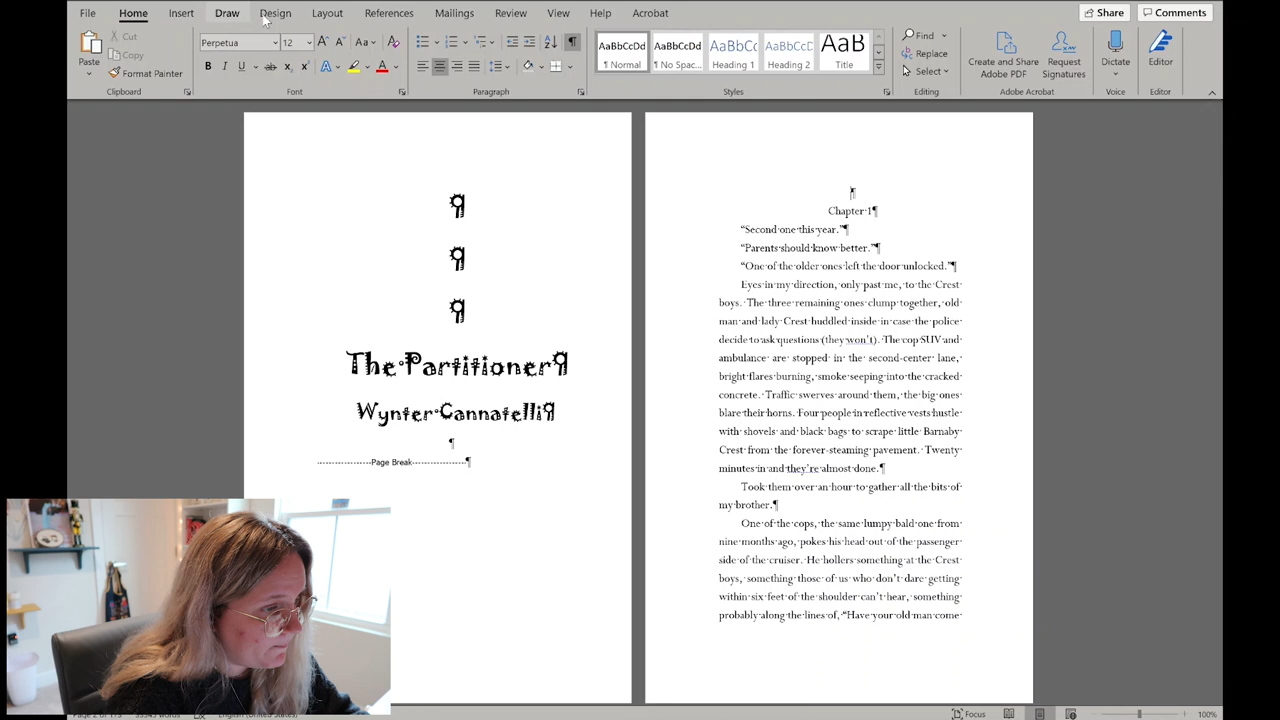 File Home Insert Draw Design Layout References Mailings Review View Help Acrobat Share Comments
Paste Cut Copy Format Painter Clipboard
Perpetua 12 Font
Paragraph
AaBbCcDd AaBbCcDd AaBbCc AaBbCcD AaB
¶ Normal ¶ No Spac... Heading 1 Heading 2 Title
Styles
Find Replace Select Editing
Create and Share Adobe PDF Request Signatures Adobe Acrobat
Dictate Voice
Editor Editor
¶
¶
¶
The·Partitioner¶
Wynter·Cannatelli¶
¶
Page Break¶
¶
Chapter·1¶
“Second·one·this·year.”¶
“Parents·should·know·better.”¶
“One·of·the·older·ones·left·the·door·unlocked.”¶
Eyes·in·my·direction,·only·past·me,·to·the·Crest·
boys.·The·three·remaining·ones·clump·together,·old·
man·and·lady·Crest·huddled·inside·in·case·the·police·
decide·to·ask·questions·(they·won’t).·The·cop·SUV·and·
ambulance·are·stopped·in·the·second-center·lane,·
bright·flares·burning,·smoke·seeping·into·the·cracked·
concrete.·Traffic·swerves·around·them,·the·big·ones·
blare·their·horns.·Four·people·in·reflective·vests·hustle·
with·shovels·and·black·bags·to·scrape·little·Barnaby·
Crest·from·the·forever-steaming·pavement.·Twenty·
minutes·in·and·they’re·almost·done.¶
Took·them·over·an·hour·to·gather·all·the·bits·of·
my·brother.¶
One·of·the·cops,·the·same·lumpy·bald·one·from·
nine·months·ago,·pokes·his·head·out·of·the·passenger·
side·of·the·cruiser.·He·hollers·something·at·the·Crest·
boys,·something·those·of·us·who·don’t·dare·getting·
within·six·feet·of·the·shoulder·can’t·hear,·something·
probably·along·the·lines·of,·“Have·your·old·man·come·
Focus 100%